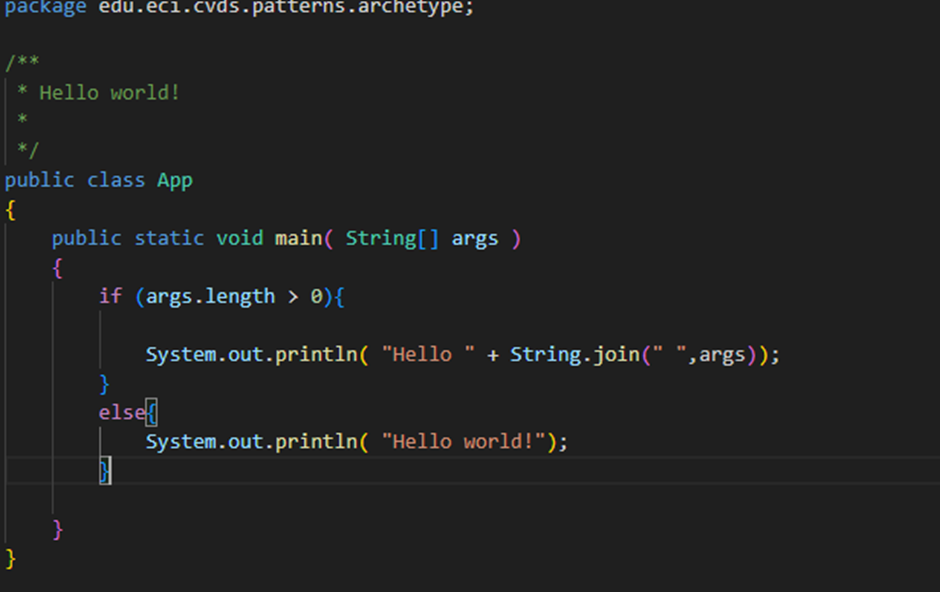 package edu.eci.cvds.patterns.archetype;
/**
 * Hello world!
 *
 */
public class App
{
    public static void main( String[] args )
    {
        if (args.length > 0){
            System.out.println( "Hello " + String.join(" ",args));
        }
        else{
            System.out.println( "Hello world!");
        }
    }
}